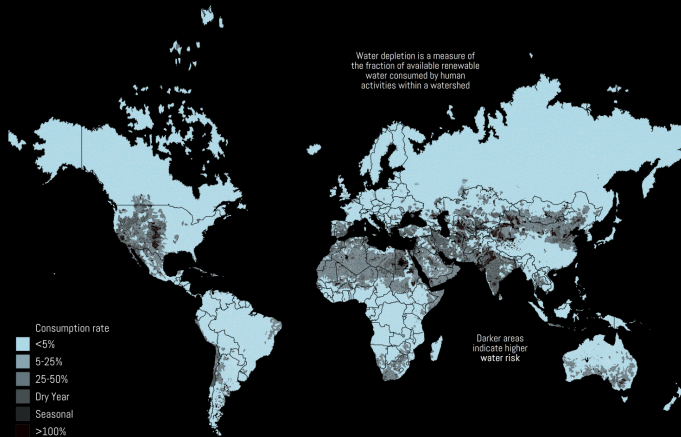 Water depletion is a measure of
the fraction of available renewable
water consumed by human
activities within a watershed
Consumption rate
<5%
5-25%
25-50%
Dry Year
Seasonal
>100%
Darker areas
indicate higher
water risk